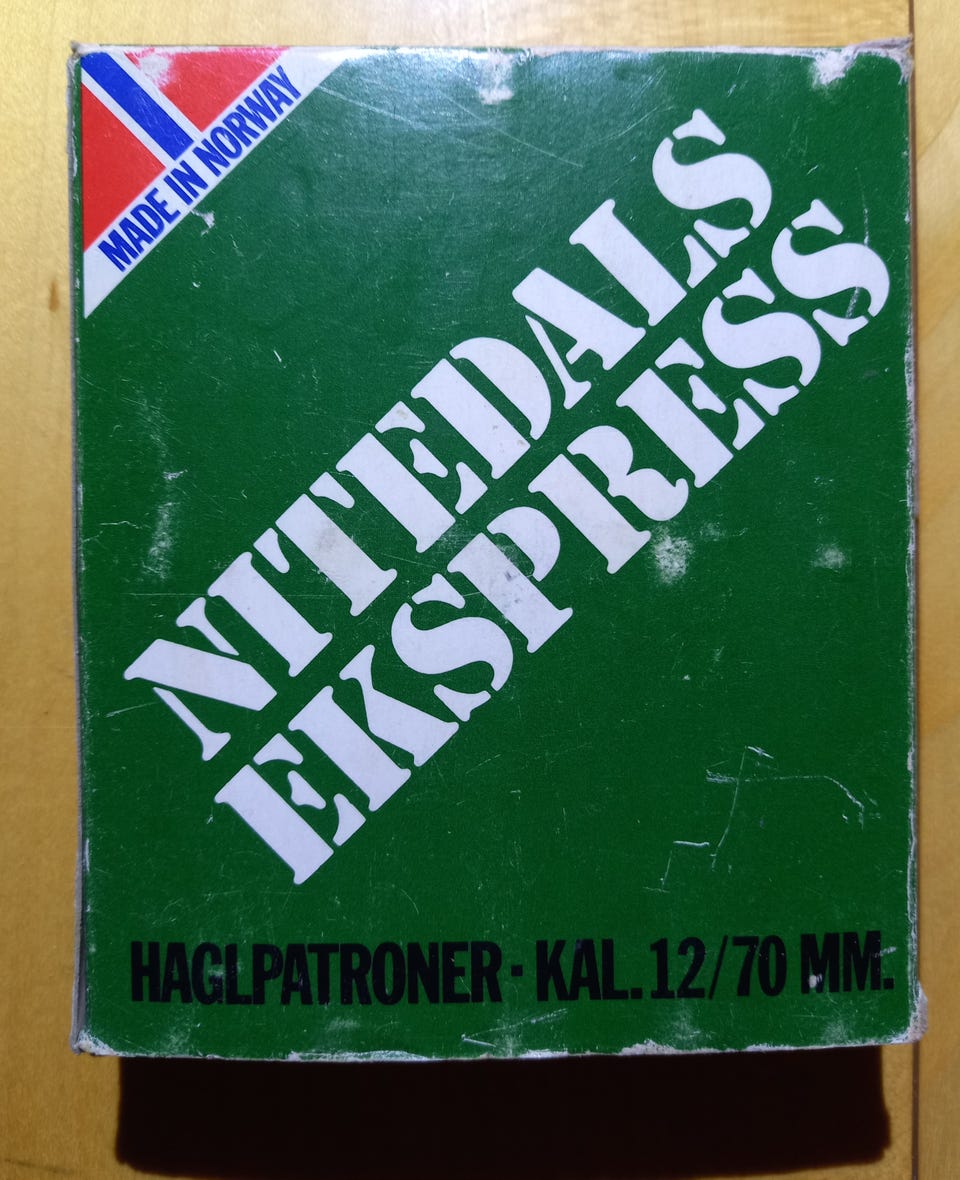 MADE IN NORWAY
NITEDALS
EKSPRESS
HAGLPATRONER · KAL. 12/70 MM.